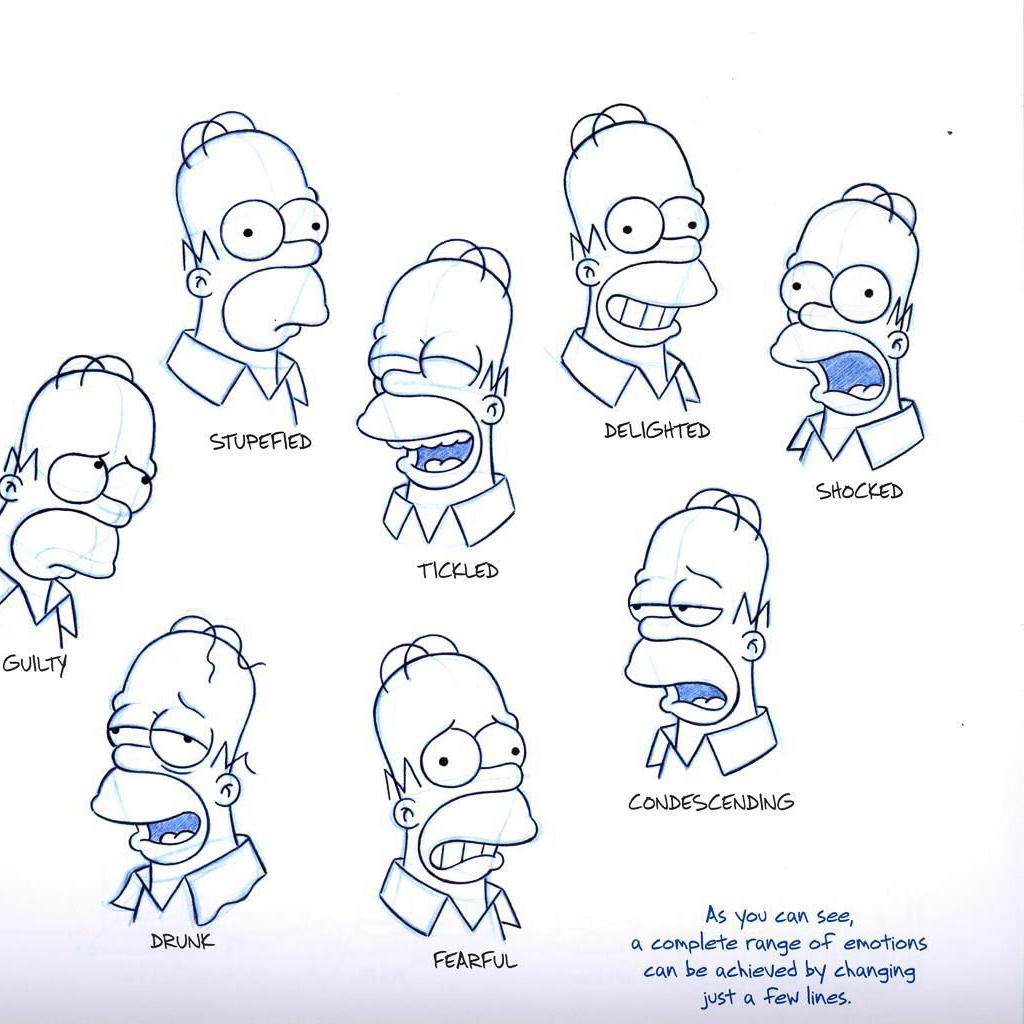 STUPEFIED
DELIGHTED
SHOCKED
TICKLED
GUILTY
CONDESCENDING
DRUNK
FEARFUL
As you can see,
a complete range of emotions
can be achieved by changing
just a few lines.